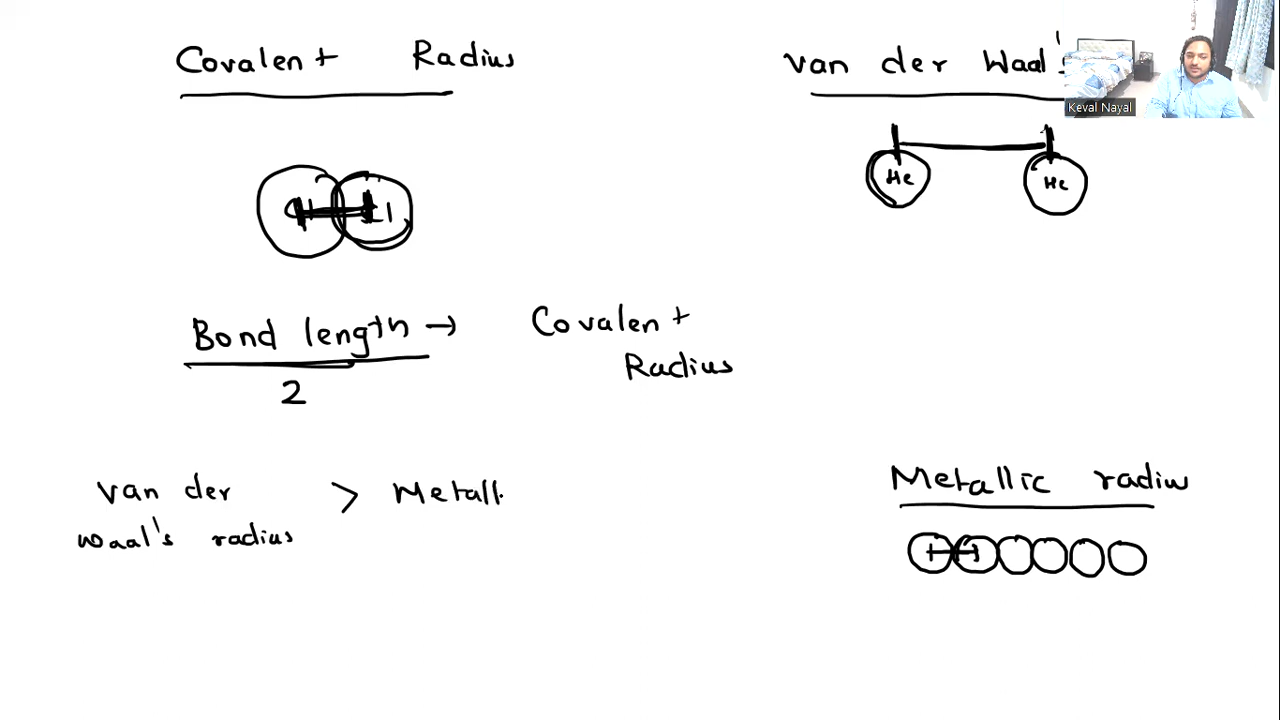 Covalent Radius
van der Waal's
Keval Nayal
He He
Bond length → Covalent
Radius
2
van der > Metall
waal's radius
Metallic radius